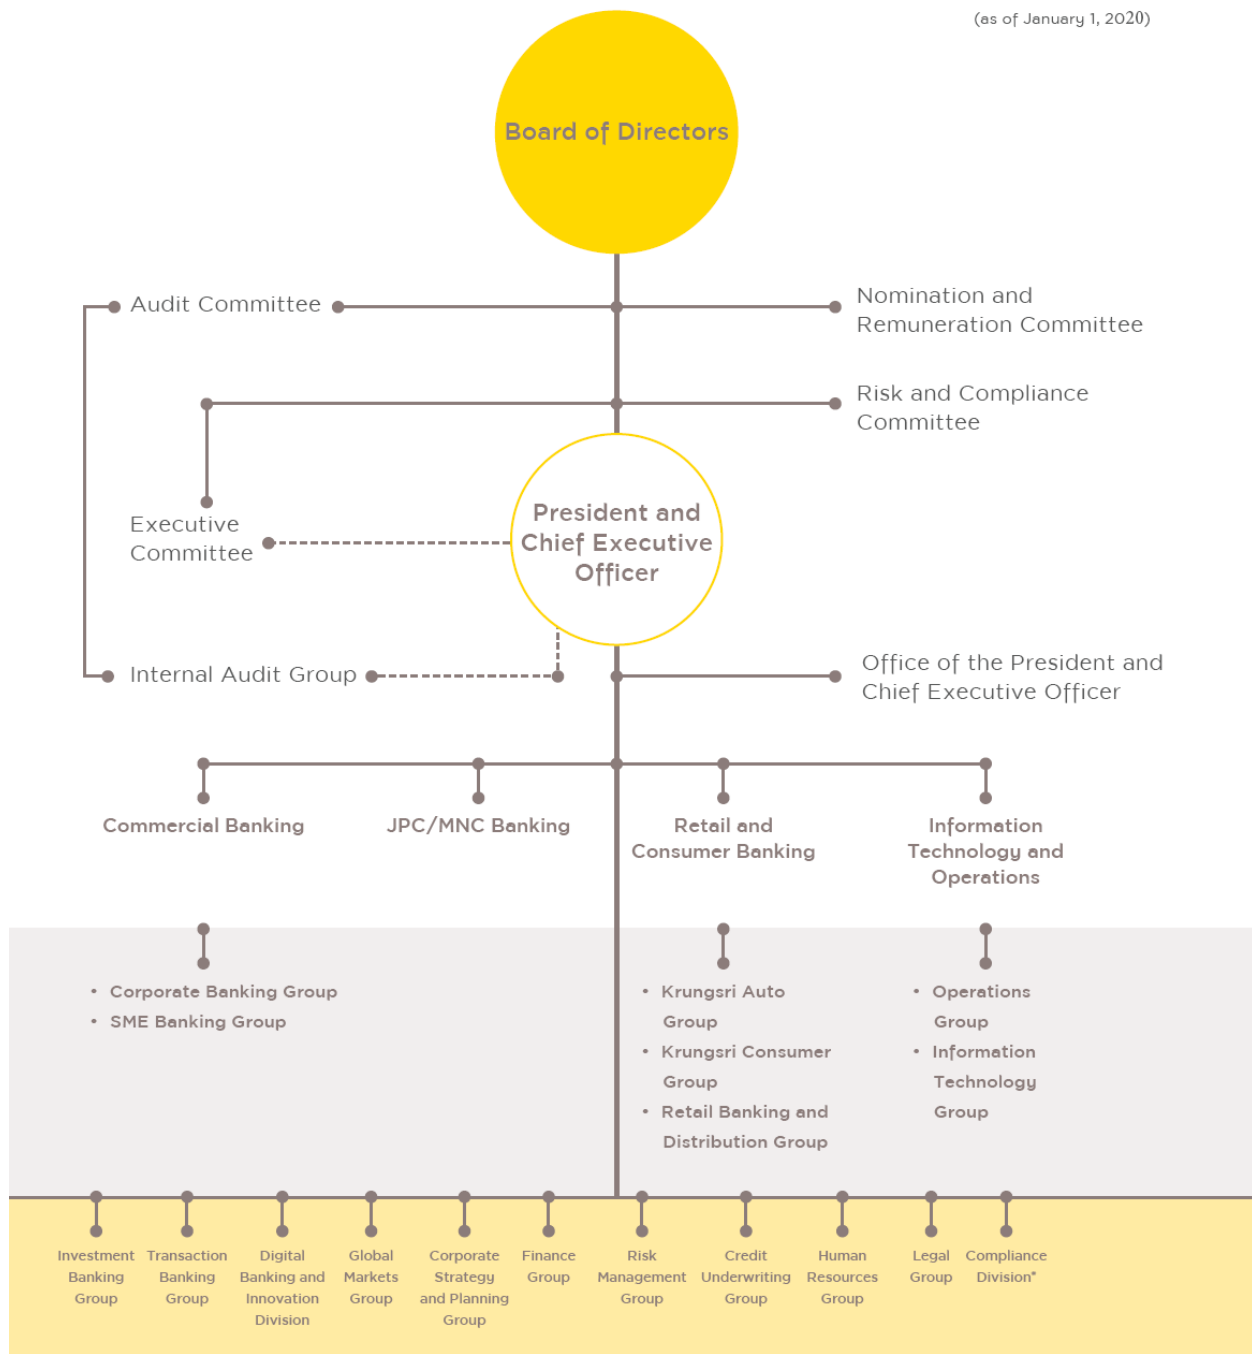 (as of January 1, 2020)
Board of Directors
Audit Committee
Nomination and
Remuneration Committee
Risk and Compliance
Committee
President and
Chief Executive
Officer
Executive
Committee
Internal Audit Group
Office of the President and
Chief Executive Officer
Commercial Banking
JPC/MNC Banking
Retail and
Consumer Banking
Information
Technology and
Operations
• Corporate Banking Group
• SME Banking Group
• Krungsri Auto
Group
• Krungsri Consumer
Group
• Retail Banking and
Distribution Group
• Operations
Group
• Information
Technology
Group
Investment
Banking
Group
Transaction
Banking
Group
Digital
Banking and
Innovation
Division
Global
Markets
Group
Corporate
Strategy
and Planning
Group
Finance
Group
Risk
Management
Group
Credit
Underwriting
Group
Human
Resources
Group
Legal
Group
Compliance
Division*